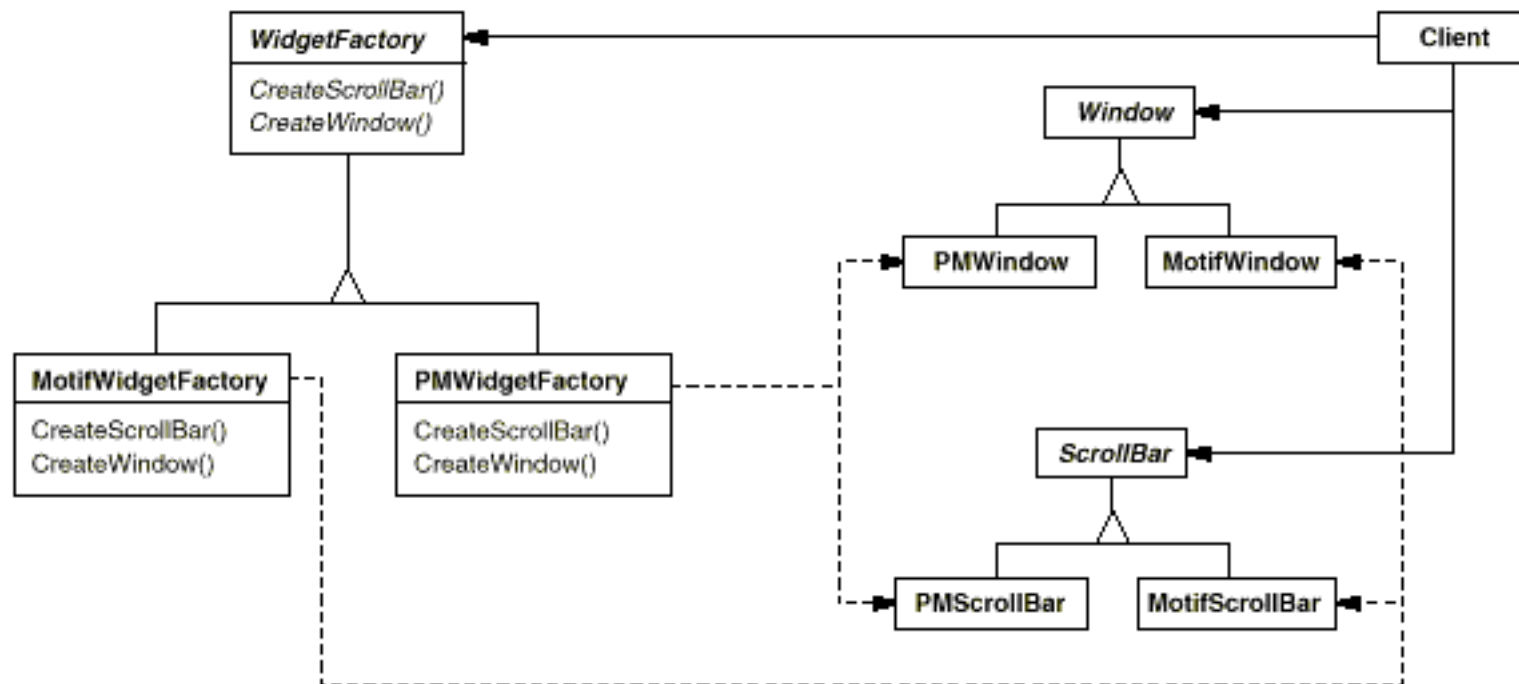 WidgetFactory
CreateScrollBar()
CreateWindow()
Client
Window
PMWindow
MotifWindow
MotifWidgetFactory
CreateScrollBar()
CreateWindow()
PMWidgetFactory
CreateScrollBar()
CreateWindow()
ScrollBar
PMScrollBar
MotifScrollBar